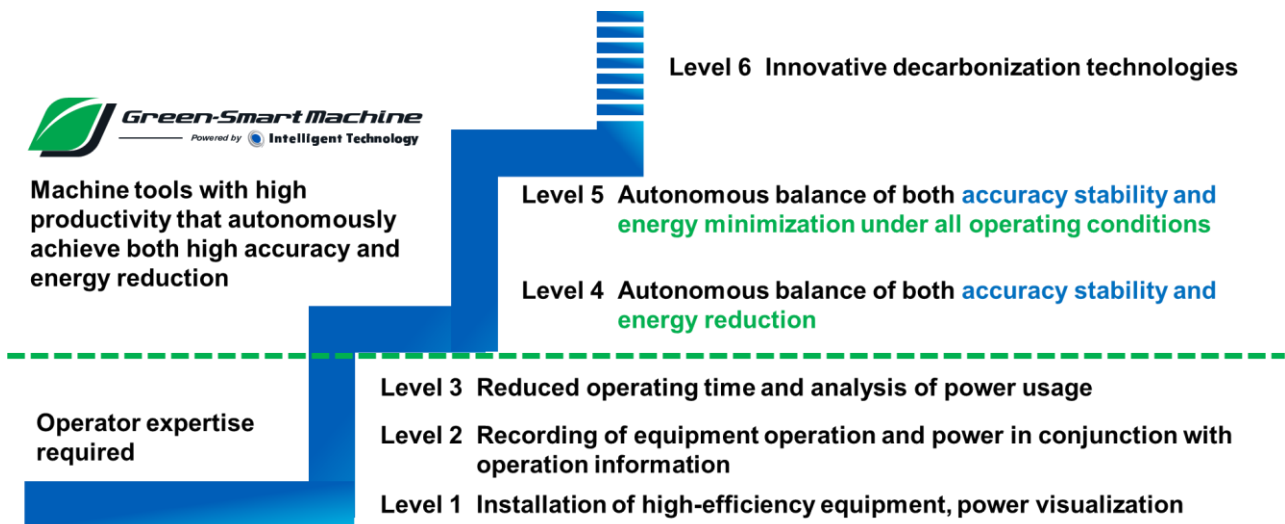 Level 6 Innovative decarbonization technologies
Green-Smart Machine
Powered by Intelligent Technology
Machine tools with high
productivity that autonomously
achieve both high accuracy and
energy reduction
Level 5 Autonomous balance of both accuracy stability and
energy minimization under all operating conditions
Level 4 Autonomous balance of both accuracy stability and
energy reduction
Operator expertise
required
Level 3 Reduced operating time and analysis of power usage
Level 2 Recording of equipment operation and power in conjunction with
operation information
Level 1 Installation of high-efficiency equipment, power visualization